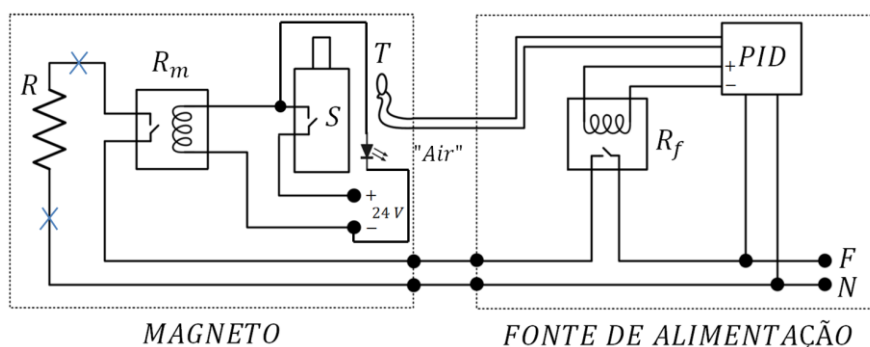 R
R_m
S
T
"Air"
+
24 V
−
PID
+
−
R_f
F
N
MAGNETO
FONTE DE ALIMENTAÇÃO